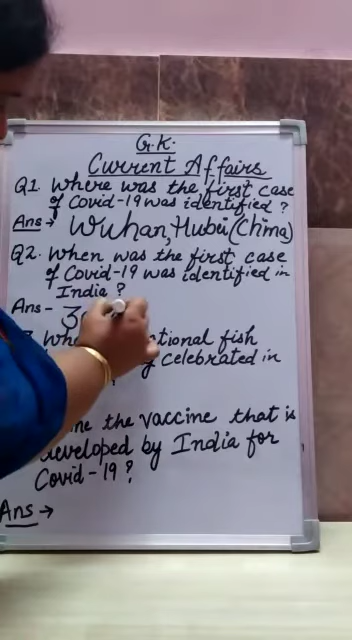 G.K.
Current Affairs
Q1. Where was the first case
of Covid-19 was identified ?
Ans → Wuhan, Hubei (China)
Q2. When was the first case
of Covid-19 was identified in
India ?
Ans - 3
fish
celebrated in
?
the vaccine that is
developed by India for
Covid-19 ?
Ans →